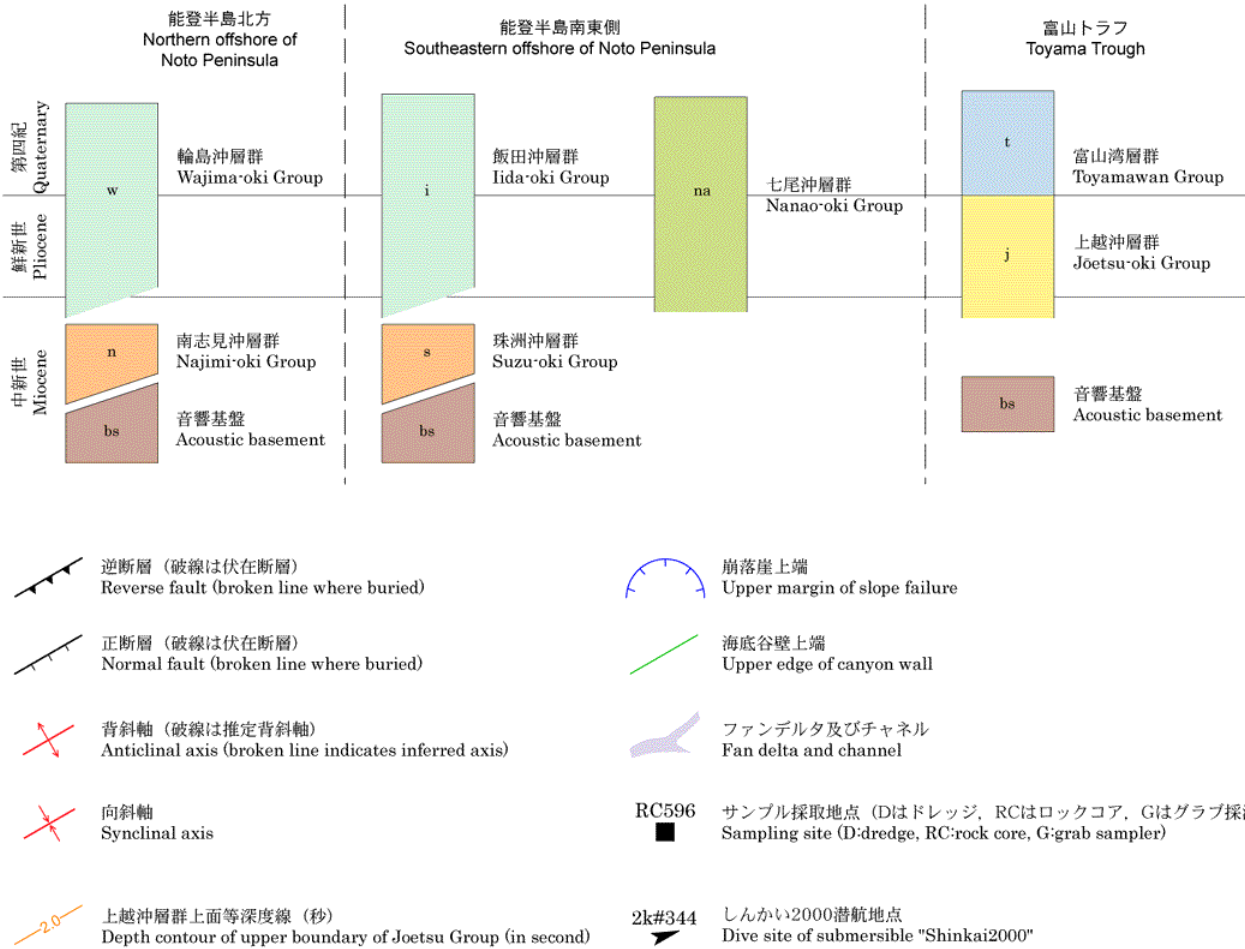 能登半島北方
Northern offshore of
Noto Peninsula
能登半島南東側
Southeastern offshore of Noto Peninsula
富山トラフ
Toyama Trough
第四紀
Quaternary
鮮新世
Pliocene
中新世
Miocene
w
輪島沖層群
Wajima-oki Group
n
南志見沖層群
Najimi-oki Group
bs
音響基盤
Acoustic basement
i
飯田沖層群
Iida-oki Group
s
珠洲沖層群
Suzu-oki Group
bs
音響基盤
Acoustic basement
na
七尾沖層群
Nanao-oki Group
t
富山湾層群
Toyamawan Group
j
上越沖層群
Jōetsu-oki Group
bs
音響基盤
Acoustic basement
逆断層（破線は伏在断層）
Reverse fault (broken line where buried)
正断層（破線は伏在断層）
Normal fault (broken line where buried)
背斜軸（破線は推定背斜軸）
Anticlinal axis (broken line indicates inferred axis)
向斜軸
Synclinal axis
2.0
上越沖層群上面等深度線（秒）
Depth contour of upper boundary of Joetsu Group (in second)
崩落崖上端
Upper margin of slope failure
海底谷壁上端
Upper edge of canyon wall
ファンデルタ及びチャネル
Fan delta and channel
RC596
サンプル採取地点（Dはドレッジ，RCはロックコア，Gはグラブ採
Sampling site (D:dredge, RC:rock core, G:grab sampler)
2k#344
しんかい2000潜航地点
Dive site of submersible "Shinkai2000"